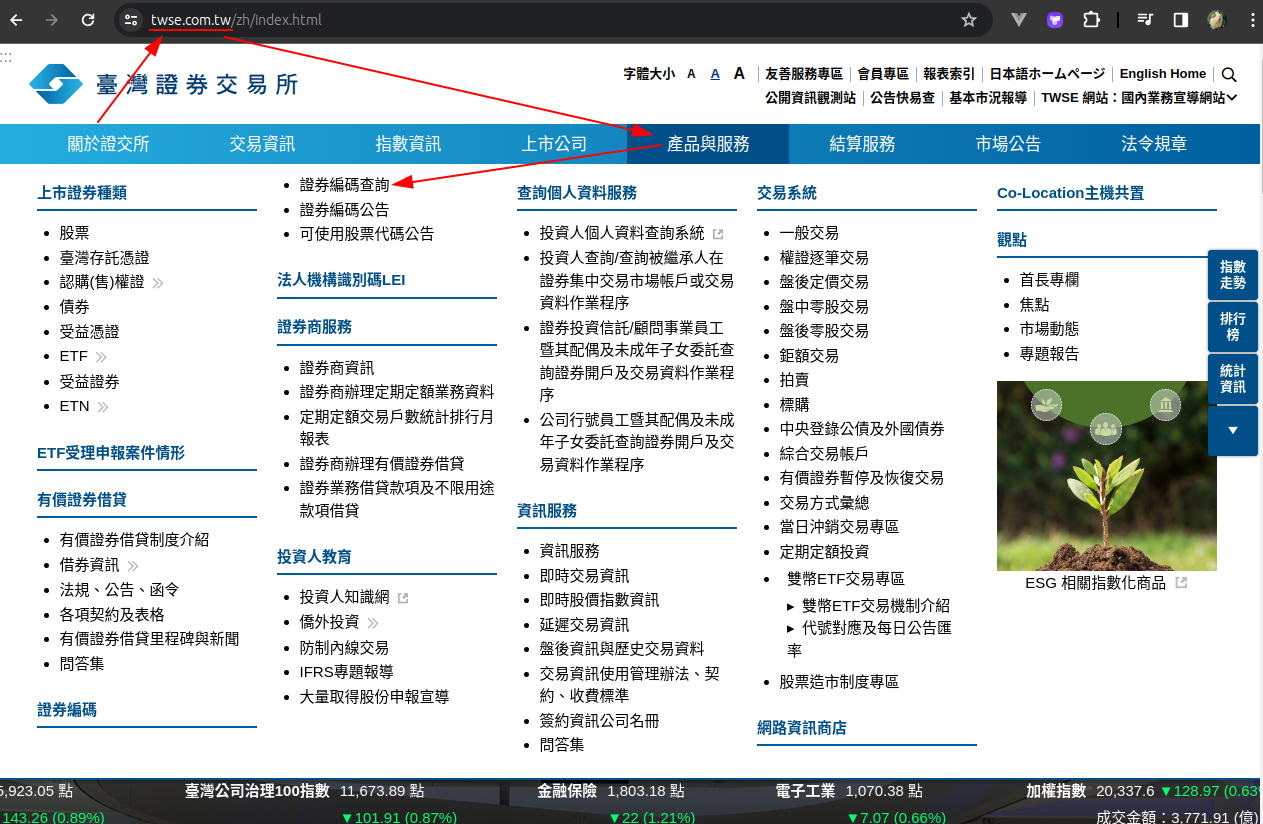 twse.com.tw/zh/index.html
臺灣證券交易所
字體大小 A A A 友善服務專區 會員專區 報表索引 日本語ホームページ English Home
公開資訊觀測站 公告快易查 基本市況報導 TWSE 網站：國內業務宣導網站
關於證交所 交易資訊 指數資訊 上市公司 產品與服務 結算服務 市場公告 法令規章
上市證券種類
股票
臺灣存託憑證
認購(售)權證
債券
受益憑證
ETF
受益證券
ETN
ETF受理申報案件情形
有價證券借貸
有價證券借貸制度介紹
借券資訊
法規、公告、函令
各項契約及表格
有價證券借貸里程碑與新聞
問答集
證券編碼
證券編碼查詢
證券編碼公告
可使用股票代碼公告
法人機構識別碼LEI
證券商服務
證券商資訊
證券商辦理定期定額業務資料
定期定額交易戶數統計排行月
報表
證券商辦理有價證券借貸
證券業務借貸款項及不限用途
款項借貸
投資人教育
投資人知識網
僑外投資
防制內線交易
IFRS專題報導
大量取得股份申報宣導
查詢個人資料服務
投資人個人資料查詢系統
投資人查詢/查詢被繼承人在
證券集中交易市場帳戶或交易
資料作業程序
證券投資信託/顧問事業員工
暨其配偶及未成年子女委託查
詢證券開戶及交易資料作業程
序
公司行號員工暨其配偶及未成
年子女委託查詢證券開戶及交
易資料作業程序
資訊服務
資訊服務
即時交易資訊
即時股價指數資訊
延遲交易資訊
盤後資訊與歷史交易資料
交易資訊使用管理辦法、契
約、收費標準
簽約資訊公司名冊
問答集
交易系統
一般交易
權證逐筆交易
盤後定價交易
盤中零股交易
盤後零股交易
鉅額交易
拍賣
標購
中央登錄公債及外國債券
綜合交易帳戶
有價證券暫停及恢復交易
交易方式彙總
當日沖銷交易專區
定期定額投資
雙幣ETF交易專區
雙幣ETF交易機制介紹
代號對應及每日公告匯
率
股票造市制度專區
網路資訊商店
Co-Location主機共置
觀點
首長專欄
焦點
市場動態
專題報告
ESG 相關指數化商品
指數
走勢
排行
榜
統計
資訊
5,923.05 點 臺灣公司治理100指數 11,673.89 點 金融保險 1,803.18 點 電子工業 1,070.38 點 加權指數 20,337.6 ▼128.97 (0.63%
143.26 (0.89%) ▼101.91 (0.87%) ▼22 (1.21%) ▼7.07 (0.66%) 成交金額：3,771.91 (億)